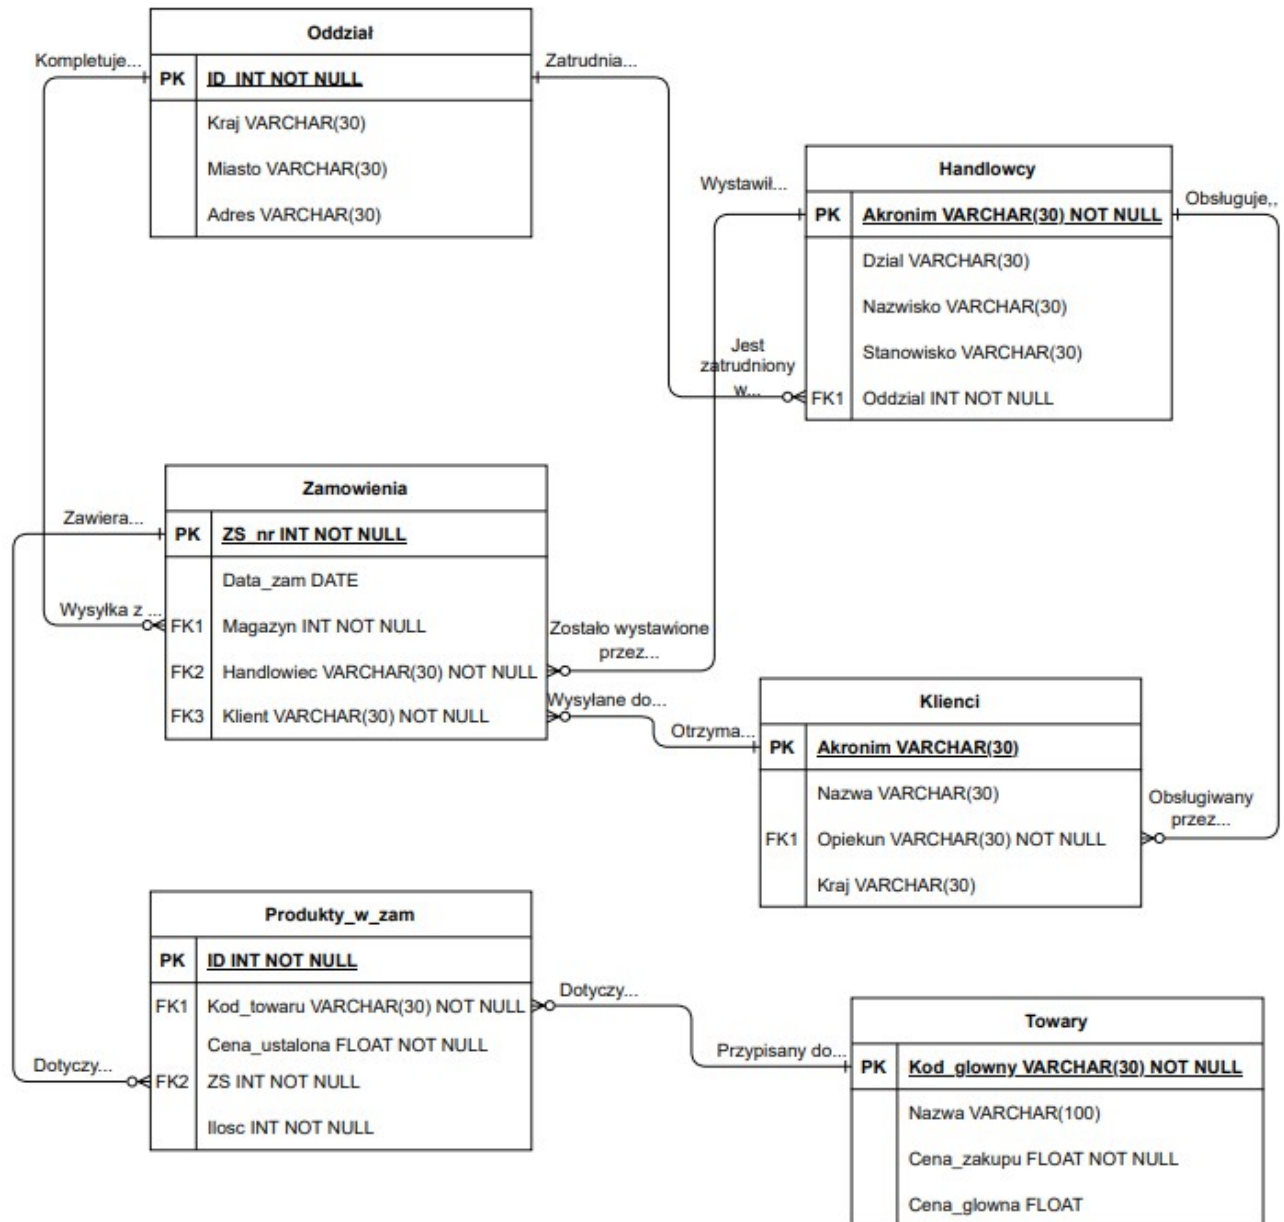 Oddział
Kompletuje...
Zatrudnia...
PK ID INT NOT NULL
Kraj VARCHAR(30)
Miasto VARCHAR(30)
Adres VARCHAR(30)
Handlowcy
Wystawił...
Obsługuje,,
PK Akronim VARCHAR(30) NOT NULL
Dzial VARCHAR(30)
Nazwisko VARCHAR(30)
Stanowisko VARCHAR(30)
Jest
zatrudniony
w...
FK1 Oddzial INT NOT NULL
Zamowienia
Zawiera...
PK ZS_nr INT NOT NULL
Data_zam DATE
Wysyłka z ...
FK1 Magazyn INT NOT NULL
Zostało wystawione
przez...
FK2 Handlowiec VARCHAR(30) NOT NULL
Wysyłane do...
FK3 Klient VARCHAR(30) NOT NULL
Klienci
Otrzyma...
PK Akronim VARCHAR(30)
Nazwa VARCHAR(30)
Obsługiwany
przez...
FK1 Opiekun VARCHAR(30) NOT NULL
Kraj VARCHAR(30)
Produkty_w_zam
PK ID INT NOT NULL
FK1 Kod_towaru VARCHAR(30) NOT NULL
Dotyczy...
Cena_ustalona FLOAT NOT NULL
Dotyczy...
FK2 ZS INT NOT NULL
Ilosc INT NOT NULL
Towary
Przypisany do...
PK Kod_glowny VARCHAR(30) NOT NULL
Nazwa VARCHAR(100)
Cena_zakupu FLOAT NOT NULL
Cena_glowna FLOAT